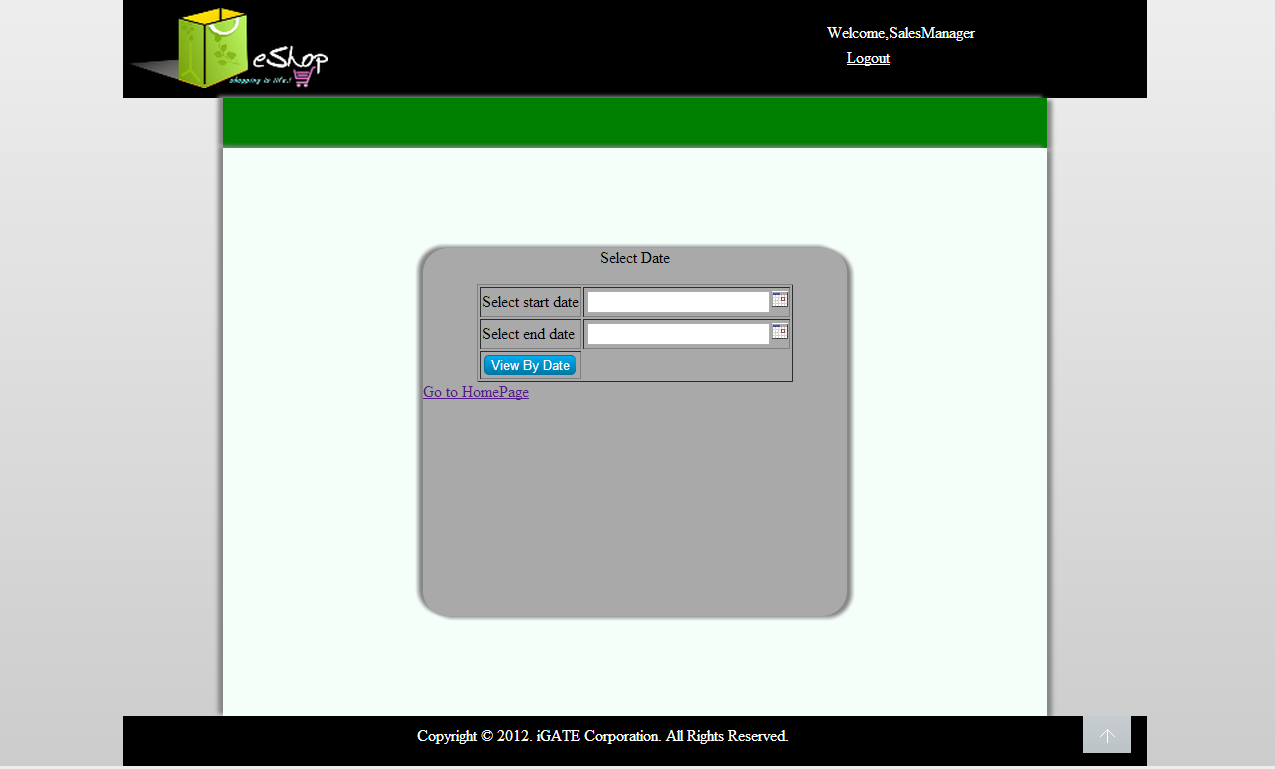 eShop
shopping is life.!
Welcome,SalesManager
Logout
Select Date
Select start date
Select end date
View By Date
Go to HomePage
Copyright © 2012. iGATE Corporation. All Rights Reserved.